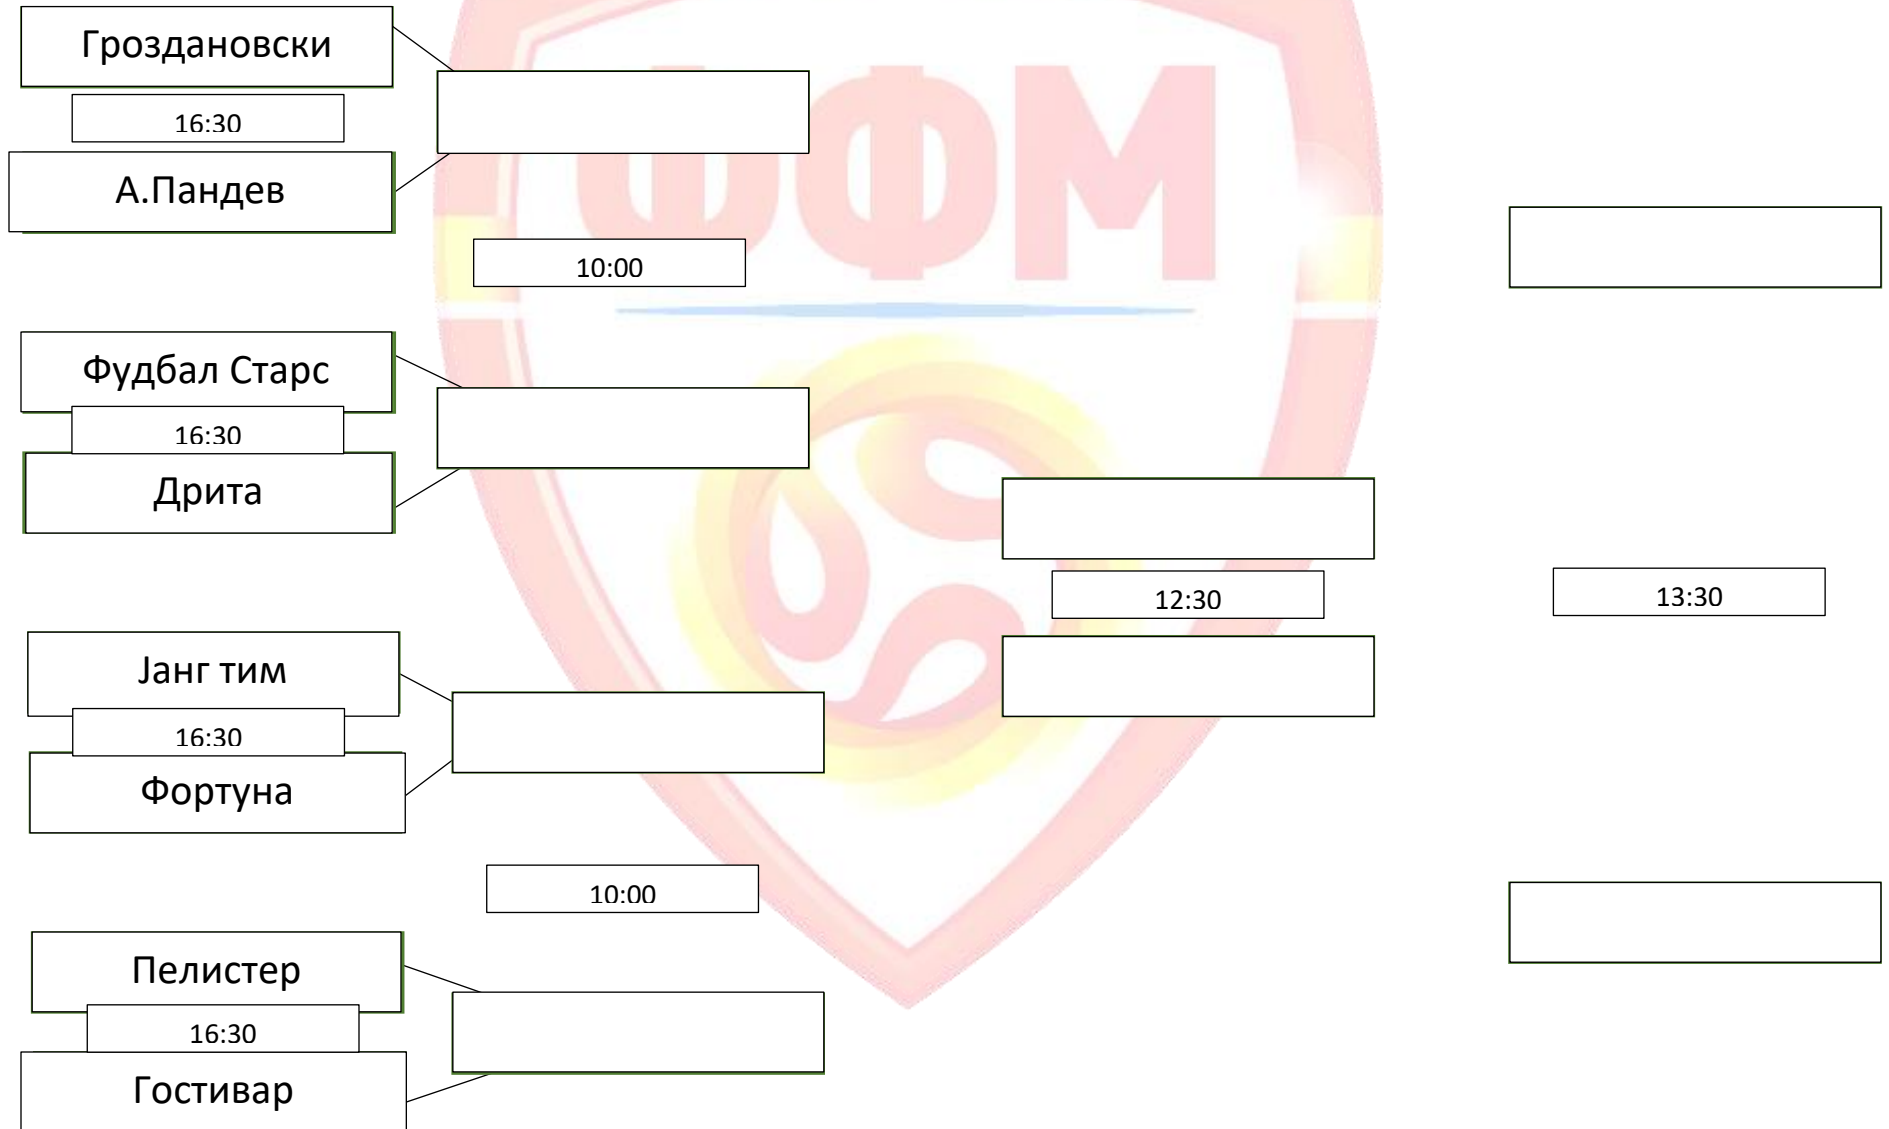 Гроздановски
16:30
А.Пандев
10:00
Фудбал Старс
16:30
Дрита
Јанг тим
16:30
Фортуна
10:00
Пелистер
16:30
Гостивар
12:30
13:30
ФФМ